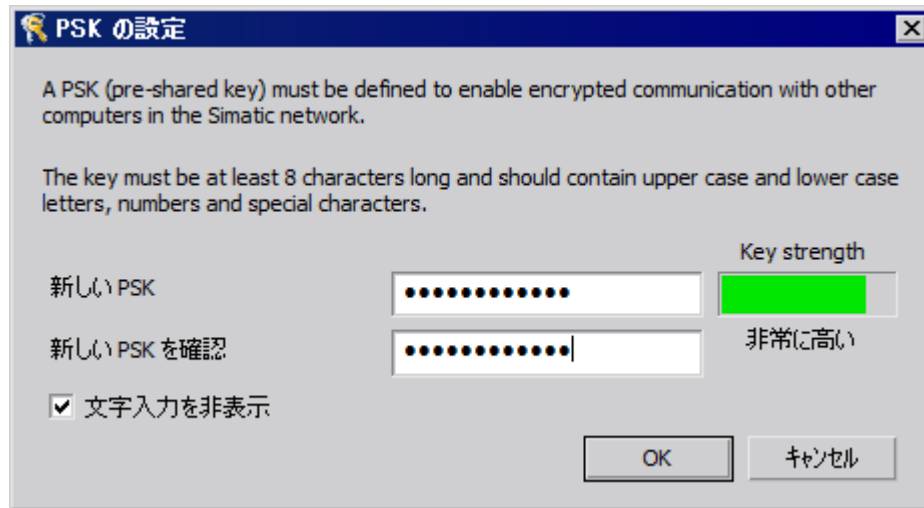 PSK の設定
A PSK (pre-shared key) must be defined to enable encrypted communication with other
computers in the Simatic network.
The key must be at least 8 characters long and should contain upper case and lower case
letters, numbers and special characters.
Key strength
新しい PSK
●●●●●●●●●●●●
新しい PSK を確認
●●●●●●●●●●●●
非常に高い
文字入力を非表示
OK
キャンセル